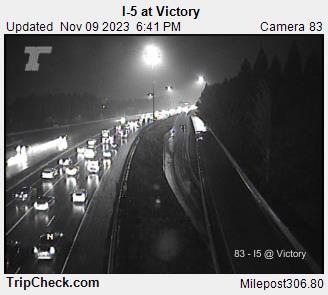 I-5 at Victory
Updated Nov 09 2023 6:41 PM Camera 83
T
N
83 - I5 @ Victory
TripCheck.com Milepost306.80